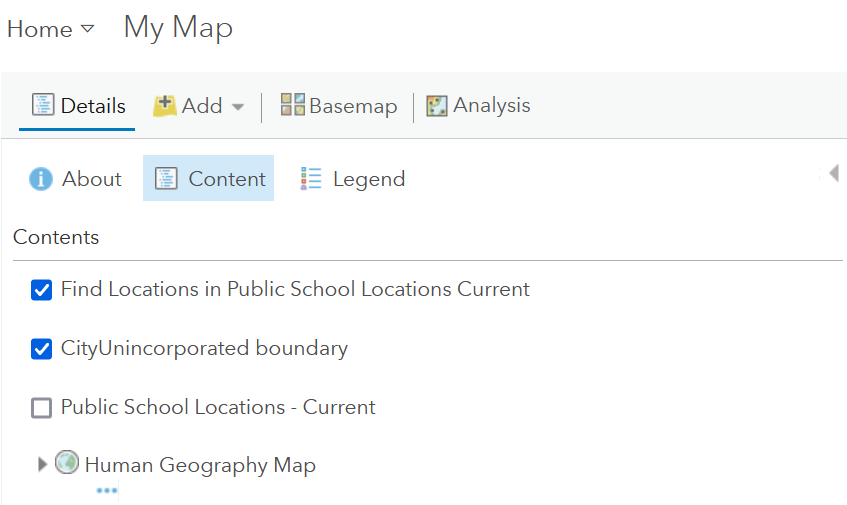 Home My Map
Details Add Basemap Analysis
About Content Legend
Contents
Find Locations in Public School Locations Current
CityUnincorporated boundary
Public School Locations - Current
Human Geography Map